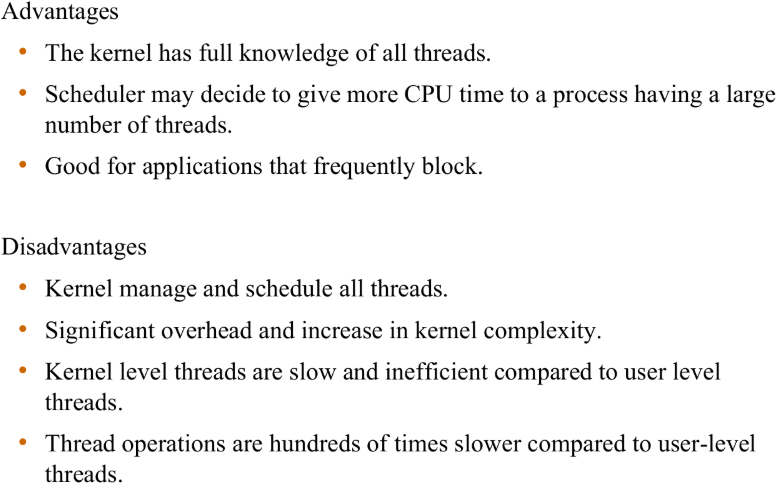 Advantages
• The kernel has full knowledge of all threads.
• Scheduler may decide to give more CPU time to a process having a large
number of threads.
• Good for applications that frequently block.
Disadvantages
• Kernel manage and schedule all threads.
• Significant overhead and increase in kernel complexity.
• Kernel level threads are slow and inefficient compared to user level
threads.
• Thread operations are hundreds of times slower compared to user-level
threads.